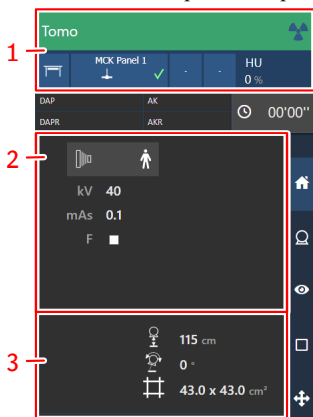 Tomo
1
MCK Panel 1
- -
HU
0 %
DAP AK
DAPR AKR
00'00''
2
kV 40
mAs 0.1
F
3
115 cm
0 °
43.0 x 43.0 cm²